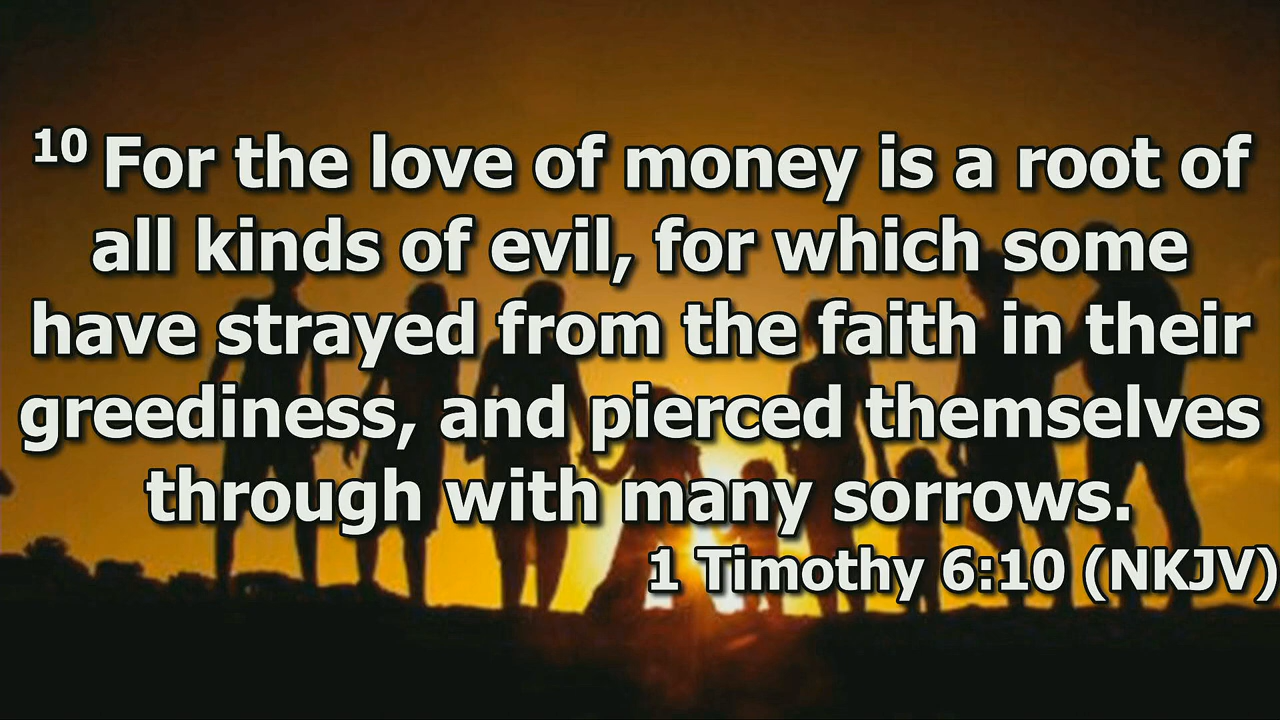 10 For the love of money is a root of
all kinds of evil, for which some
have strayed from the faith in their
greediness, and pierced themselves
through with many sorrows.
1 Timothy 6:10 (NKJV)